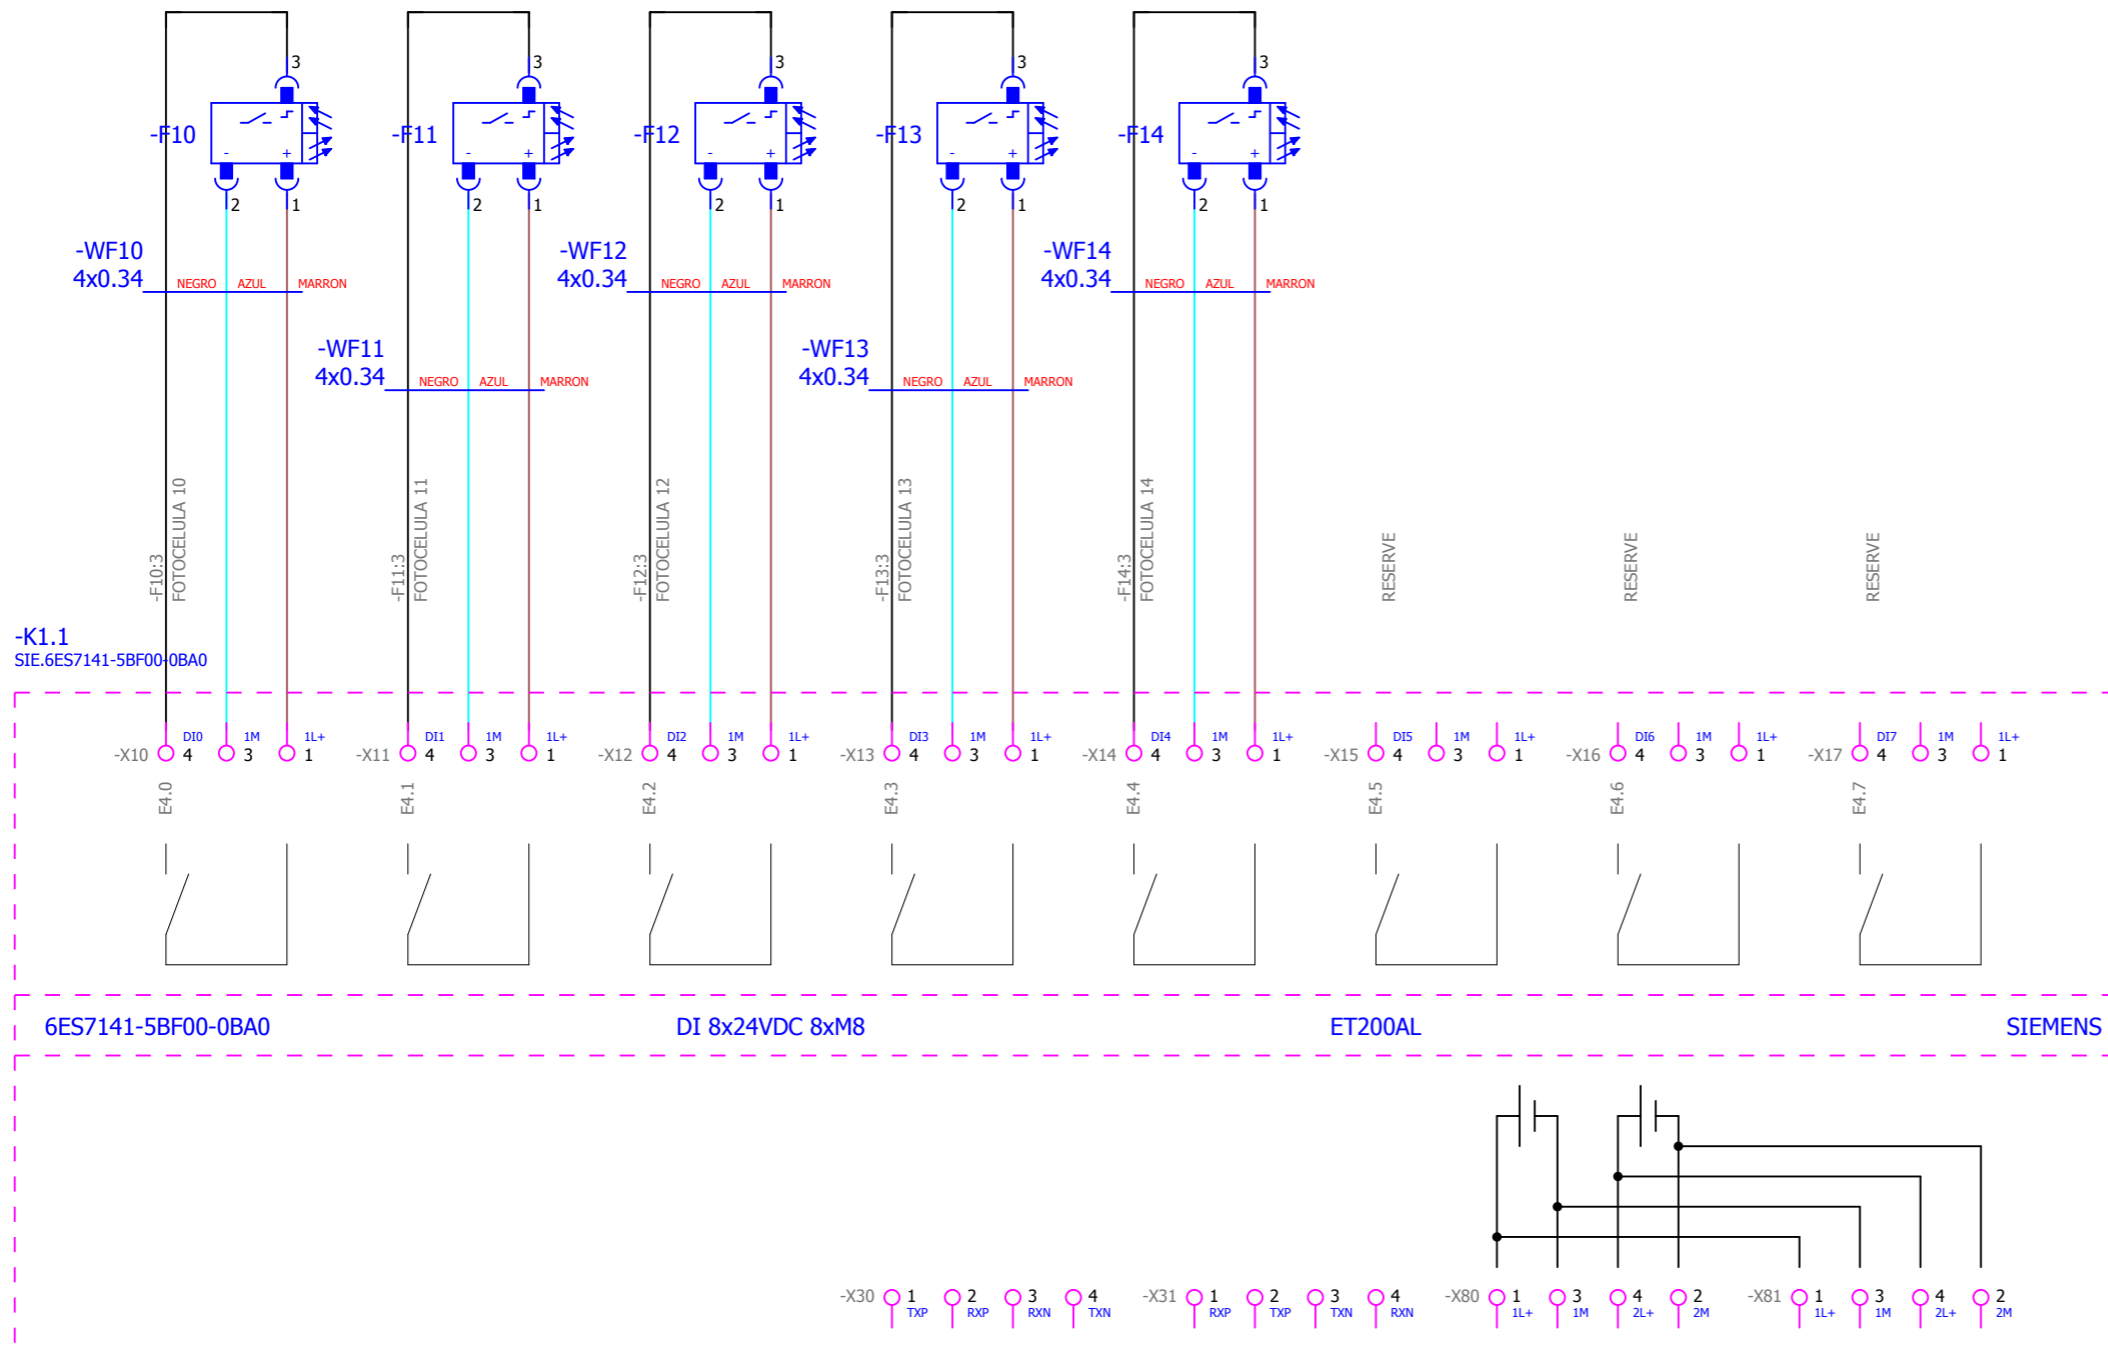 3 3 3 3 3
-F10 - + -F11 - + -F12 - + -F13 - + -F14 - +
2 1 2 1 2 1 2 1 2 1
-WF10 -WF12 -WF14
4x0.34 NEGRO AZUL MARRON 4x0.34 NEGRO AZUL MARRON 4x0.34 NEGRO AZUL MARRON
-WF11 -WF13
4x0.34 NEGRO AZUL MARRON 4x0.34 NEGRO AZUL MARRON
-F10:3
FOTOCELULA 10
-F11:3
FOTOCELULA 11
-F12:3
FOTOCELULA 12
-F13:3
FOTOCELULA 13
-F14:3
FOTOCELULA 14
RESERVE
RESERVE
RESERVE
-K1.1
SIE.6ES7141-5BF00-0BA0
-X10 4 DI0 3 1M 1 1L+ -X11 4 DI1 3 1M 1 1L+ -X12 4 DI2 3 1M 1 1L+ -X13 4 DI3 3 1M 1 1L+ -X14 4 DI4 3 1M 1 1L+ -X15 4 DI5 3 1M 1 1L+ -X16 4 DI6 3 1M 1 1L+ -X17 4 DI7 3 1M 1 1L+
E4.0
E4.1
E4.2
E4.3
E4.4
E4.5
E4.6
E4.7
6ES7141-5BF00-0BA0 DI 8x24VDC 8xM8 ET200AL SIEMENS
-X30 1 2 3 4 -X31 1 2 3 4 -X80 1 3 4 2 -X81 1 3 4 2
TXP RXP RXN TXN RXP TXP TXN RXN 1L+ 1M 2L+ 2M 1L+ 1M 2L+ 2M